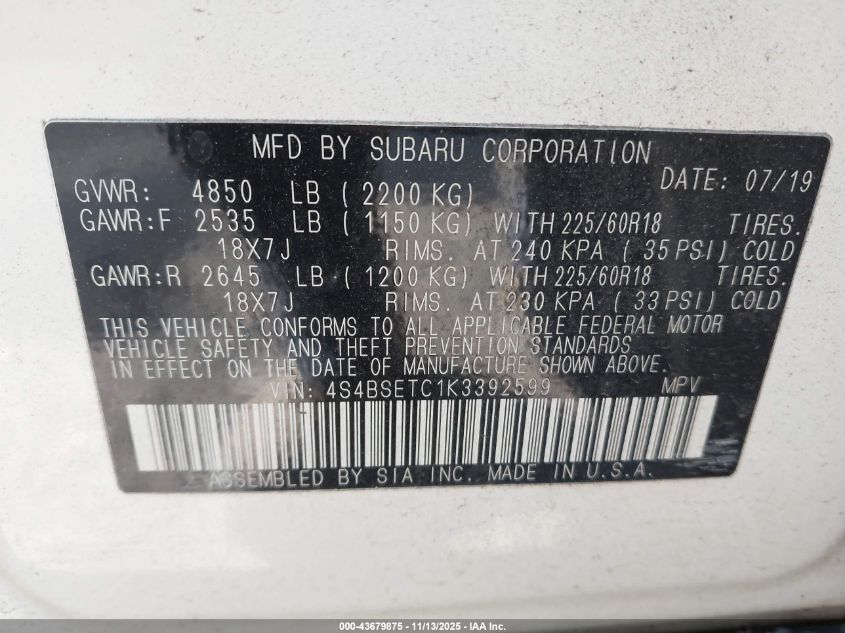 MFD BY SUBARU CORPORATION
DATE: 07/19
GVWR: 4850 LB ( 2200 KG)
GAWR:F 2535 LB ( 1150 KG) WITH 225/60R18 TIRES.
18X7J RIMS. AT 240 KPA ( 35 PSI) COLD
GAWR:R 2645 LB ( 1200 KG) WITH 225/60R18 TIRES.
18X7J RIMS. AT 230 KPA ( 33 PSI) COLD
THIS VEHICLE CONFORMS TO ALL APPLICABLE FEDERAL MOTOR
VEHICLE SAFETY AND THEFT PREVENTION STANDARDS
IN EFFECT ON THE DATE OF MANUFACTURE SHOWN ABOVE.
VIN: 4S4BSETC1K3392599 MPV
ASSEMBLED BY SIA INC. MADE IN U.S.A.
000-43679875 - 11/13/2025 - IAA Inc.